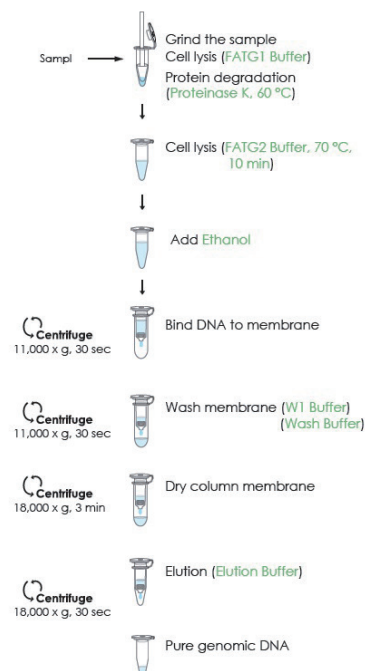 Grind the sample
Sampl
Cell lysis (FATG1 Buffer)
Protein degradation
(Proteinase K, 60 °C)
Cell lysis (FATG2 Buffer, 70 °C,
10 min)
Add Ethanol
Centrifuge
11,000 x g, 30 sec
Bind DNA to membrane
Centrifuge
11,000 x g, 30 sec
Wash membrane (W1 Buffer)
(Wash Buffer)
Centrifuge
18,000 x g, 3 min
Dry column membrane
Centrifuge
18,000 x g, 30 sec
Elution (Elution Buffer)
Pure genomic DNA